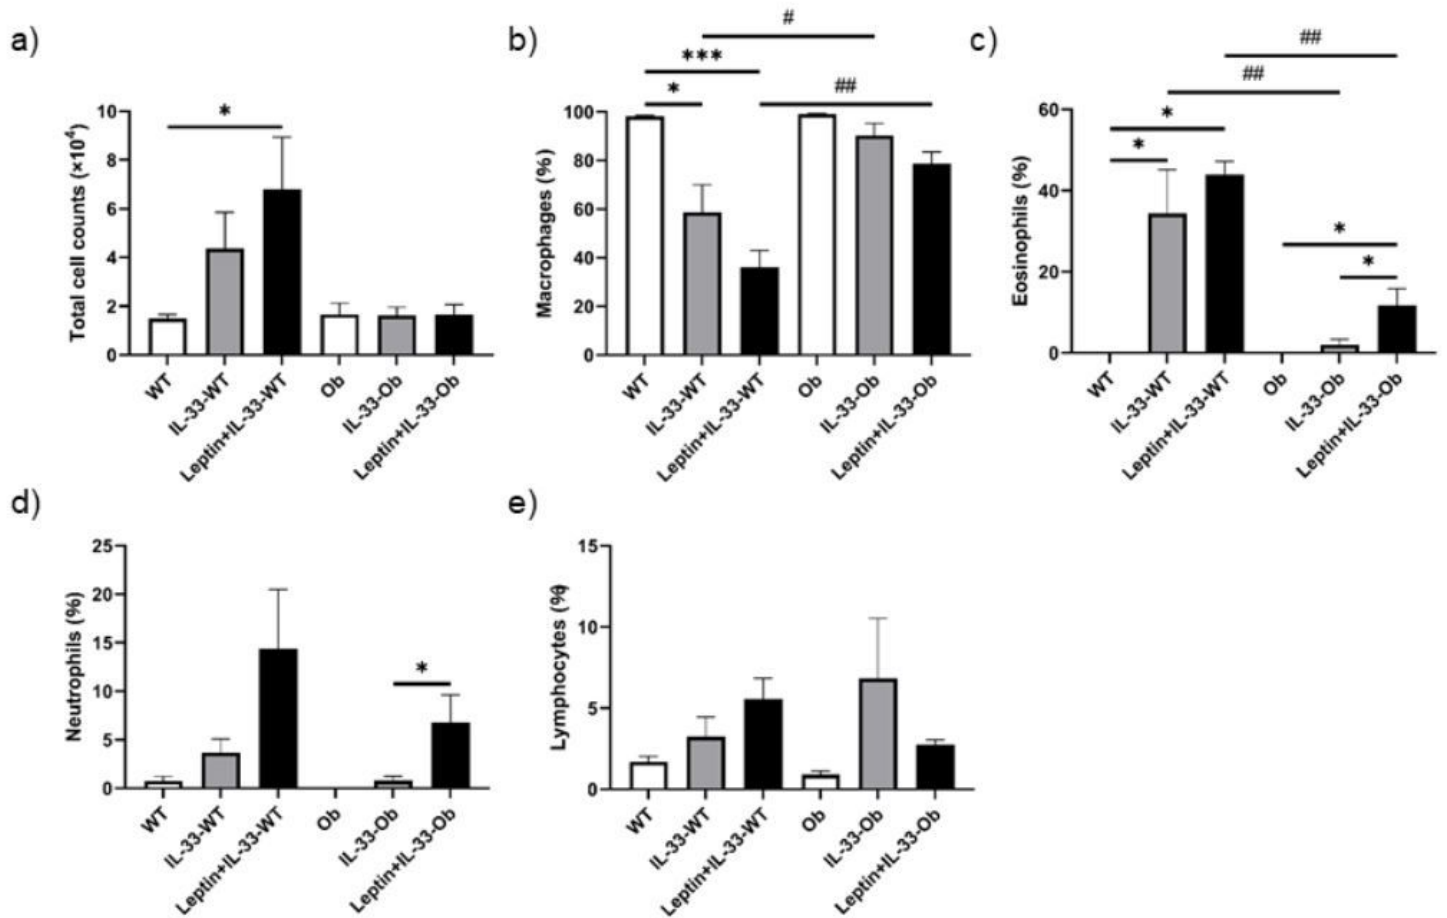 a)
*
Total cell counts (×10⁴)
10
8
6
4
2
0
WT
IL-33-WT
Leptin+IL-33-WT
Ob
IL-33-Ob
Leptin+IL-33-Ob
b)
#
***
*
##
Macrophages (%)
100
80
60
40
20
0
WT
IL-33-WT
Leptin+IL-33-WT
Ob
IL-33-Ob
Leptin+IL-33-Ob
c)
##
##
*
*
*
*
Eosinophils (%)
60
40
20
0
WT
IL-33-WT
Leptin+IL-33-WT
Ob
IL-33-Ob
Leptin+IL-33-Ob
d)
*
Neutrophils (%)
25
20
15
10
5
0
WT
IL-33-WT
Leptin+IL-33-WT
Ob
IL-33-Ob
Leptin+IL-33-Ob
e)
Lymphocytes (%)
15
10
5
0
WT
IL-33-WT
Leptin+IL-33-WT
Ob
IL-33-Ob
Leptin+IL-33-Ob